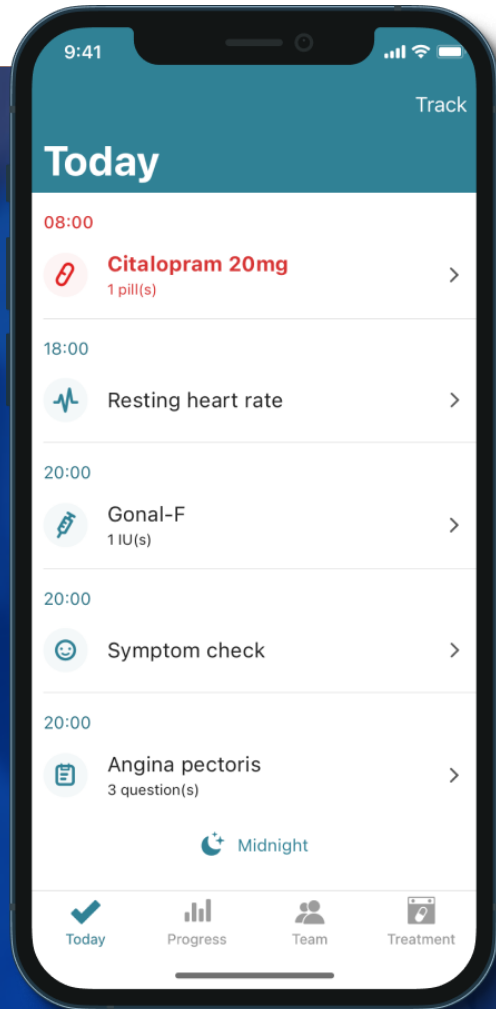 9:41
Track
Today
08:00
Citalopram 20mg
1 pill(s)
18:00
Resting heart rate
20:00
Gonal-F
1 IU(s)
20:00
Symptom check
20:00
Angina pectoris
3 question(s)
Midnight
Today Progress Team Treatment